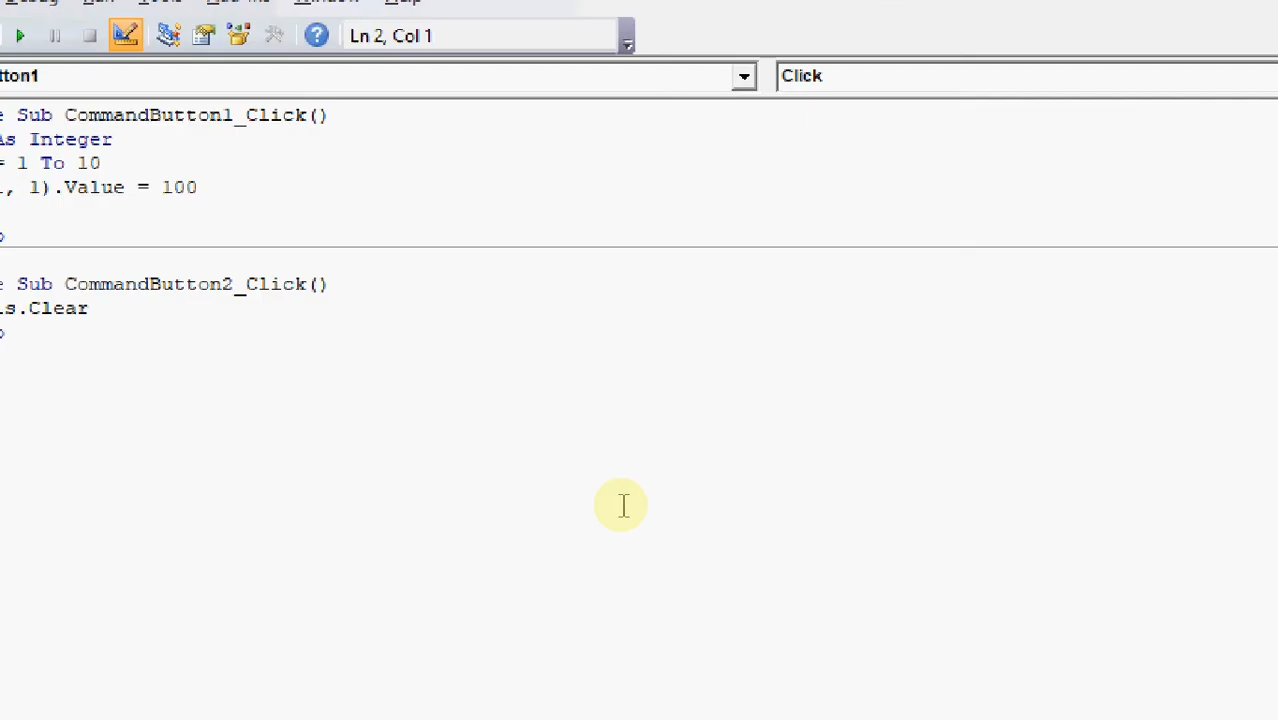 Ln 2, Col 1
tton1
Click
e Sub CommandButton1_Click()
As Integer
= 1 To 10
, 1).Value = 100
e Sub CommandButton2_Click()
ls.Clear